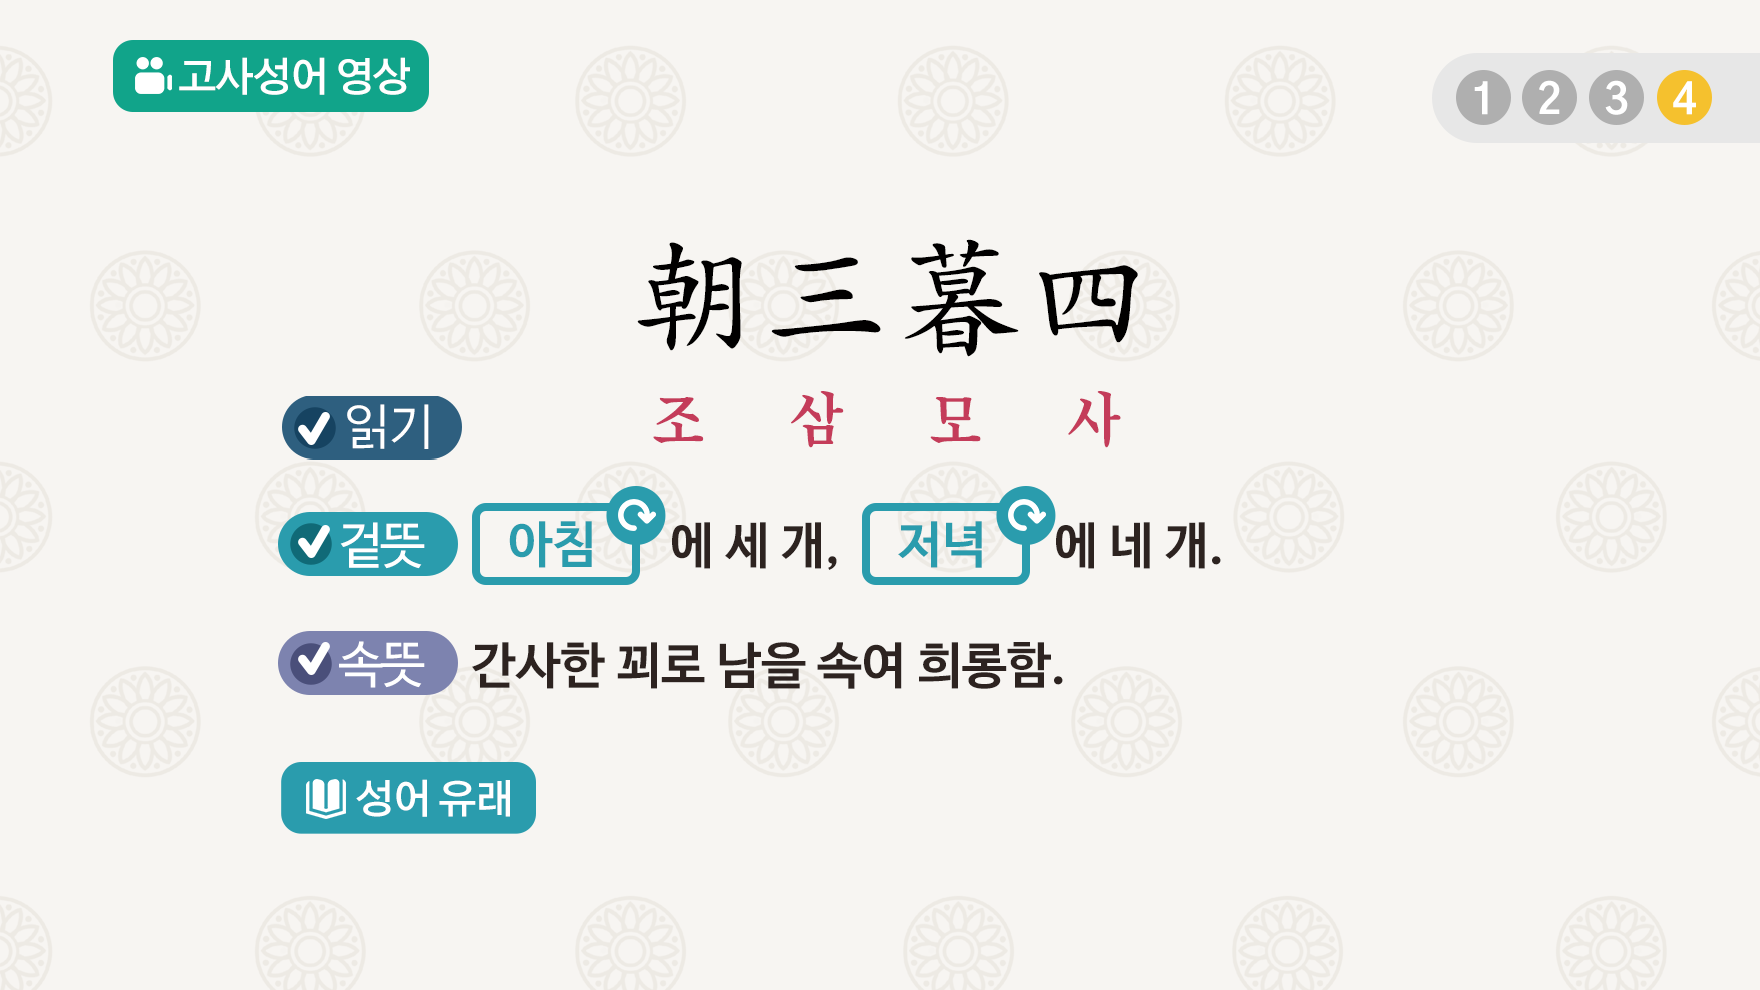 고사성어 영상
1 2 3 4
朝三暮四
읽기 조 삼 모 사
겉뜻 아침에 세 개, 저녁에 네 개.
속뜻 간사한 꾀로 남을 속여 희롱함.
성어 유래